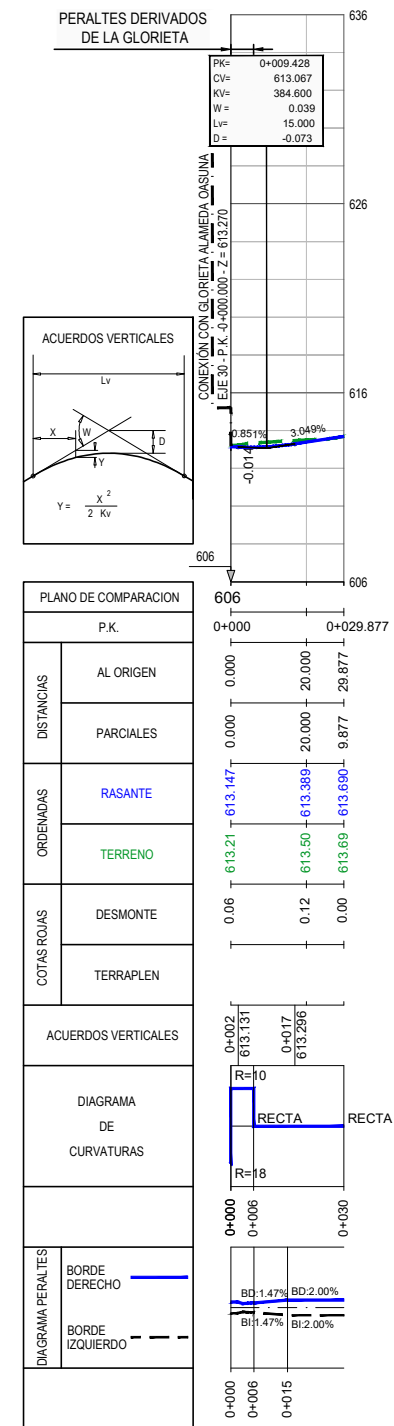 PERALTES DERIVADOS
DE LA GLORIETA
636
PK= 0+009.428
CV= 613.067
KV= 384.600
W = 0.039
Lv= 15.000
D = -0.073
CONEXIÓN CON GLORIETA ALAMEDA OASUNA
EJE 30 - P.K. -0+000.000 - Z = 613.270
626
616
606
0.851%
3.049%
-0.014
ACUERDOS VERTICALES
Lv
X
W
D
Y
Y = X 2
2 Kv
606
PLANO DE COMPARACION 606
P.K. 0+000 0+029.877
DISTANCIAS
AL ORIGEN 0.000 20.000 29.877
PARCIALES 0.000 20.000 9.877
ORDENADAS
RASANTE 613.147 613.389 613.690
TERRENO 613.21 613.50 613.69
COTAS ROJAS
DESMONTE 0.06 0.12 0.00
TERRAPLEN
ACUERDOS VERTICALES 0+002 613.131 0+017 613.296
DIAGRAMA
DE
CURVATURAS
R=10
RECTA RECTA
R=18
0+000 0+006 0+030
DIAGRAMA PERALTES
BORDE
DERECHO
BORDE
IZQUIERDO
BD:1.47% BD:2.00%
BI:1.47% BI:2.00%
0+000 0+006 0+015